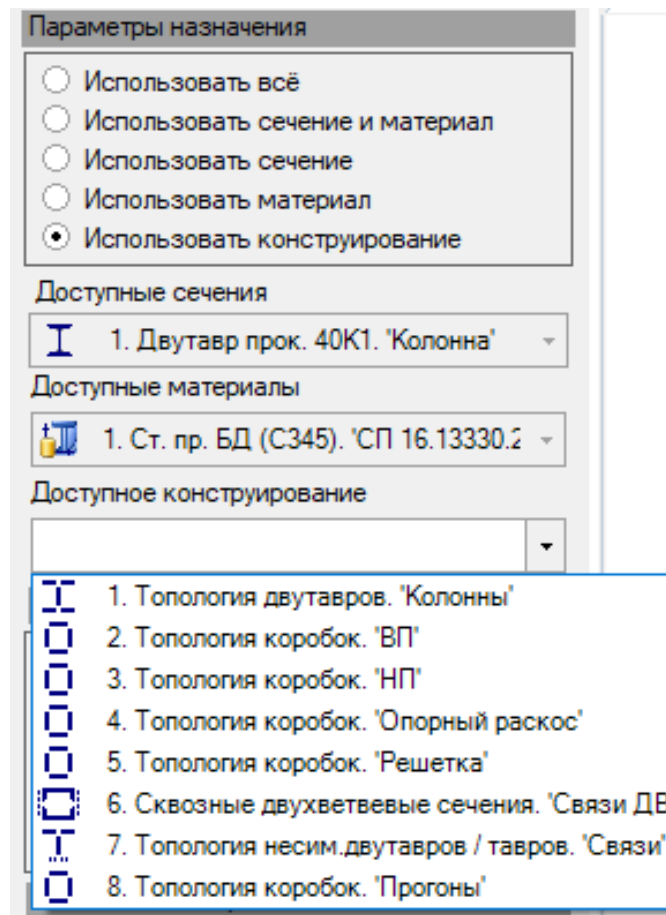 Параметры назначения
Использовать всё
Использовать сечение и материал
Использовать сечение
Использовать материал
Использовать конструирование
Доступные сечения
1. Двутавр прок. 40К1. 'Колонна'
Доступные материалы
1. Ст. пр. БД (С345). 'СП 16.13330.2
Доступное конструирование
1. Топология двутавров. 'Колонны'
2. Топология коробок. 'ВП'
3. Топология коробок. 'НП'
4. Топология коробок. 'Опорный раскос'
5. Топология коробок. 'Решетка'
6. Сквозные двухветвевые сечения. 'Связи ДВ
7. Топология несим.двутавров / тавров. 'Связи'
8. Топология коробок. 'Прогоны'